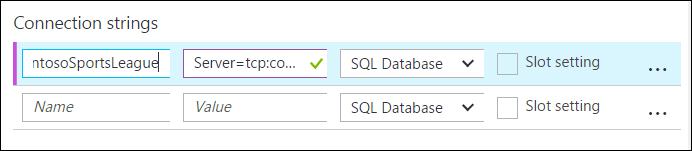 Connection strings
ntosoSportsLeague Server=tcp:co... SQL Database Slot setting ...
Name Value SQL Database Slot setting ...